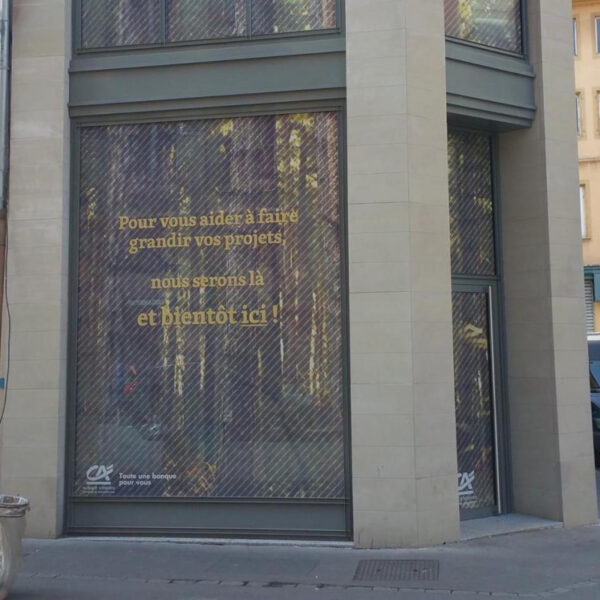 Pour vous aider à faire
grandir vos projets,
nous serons là
et bientôt ici !
CA
Toute une banque
pour vous
CA